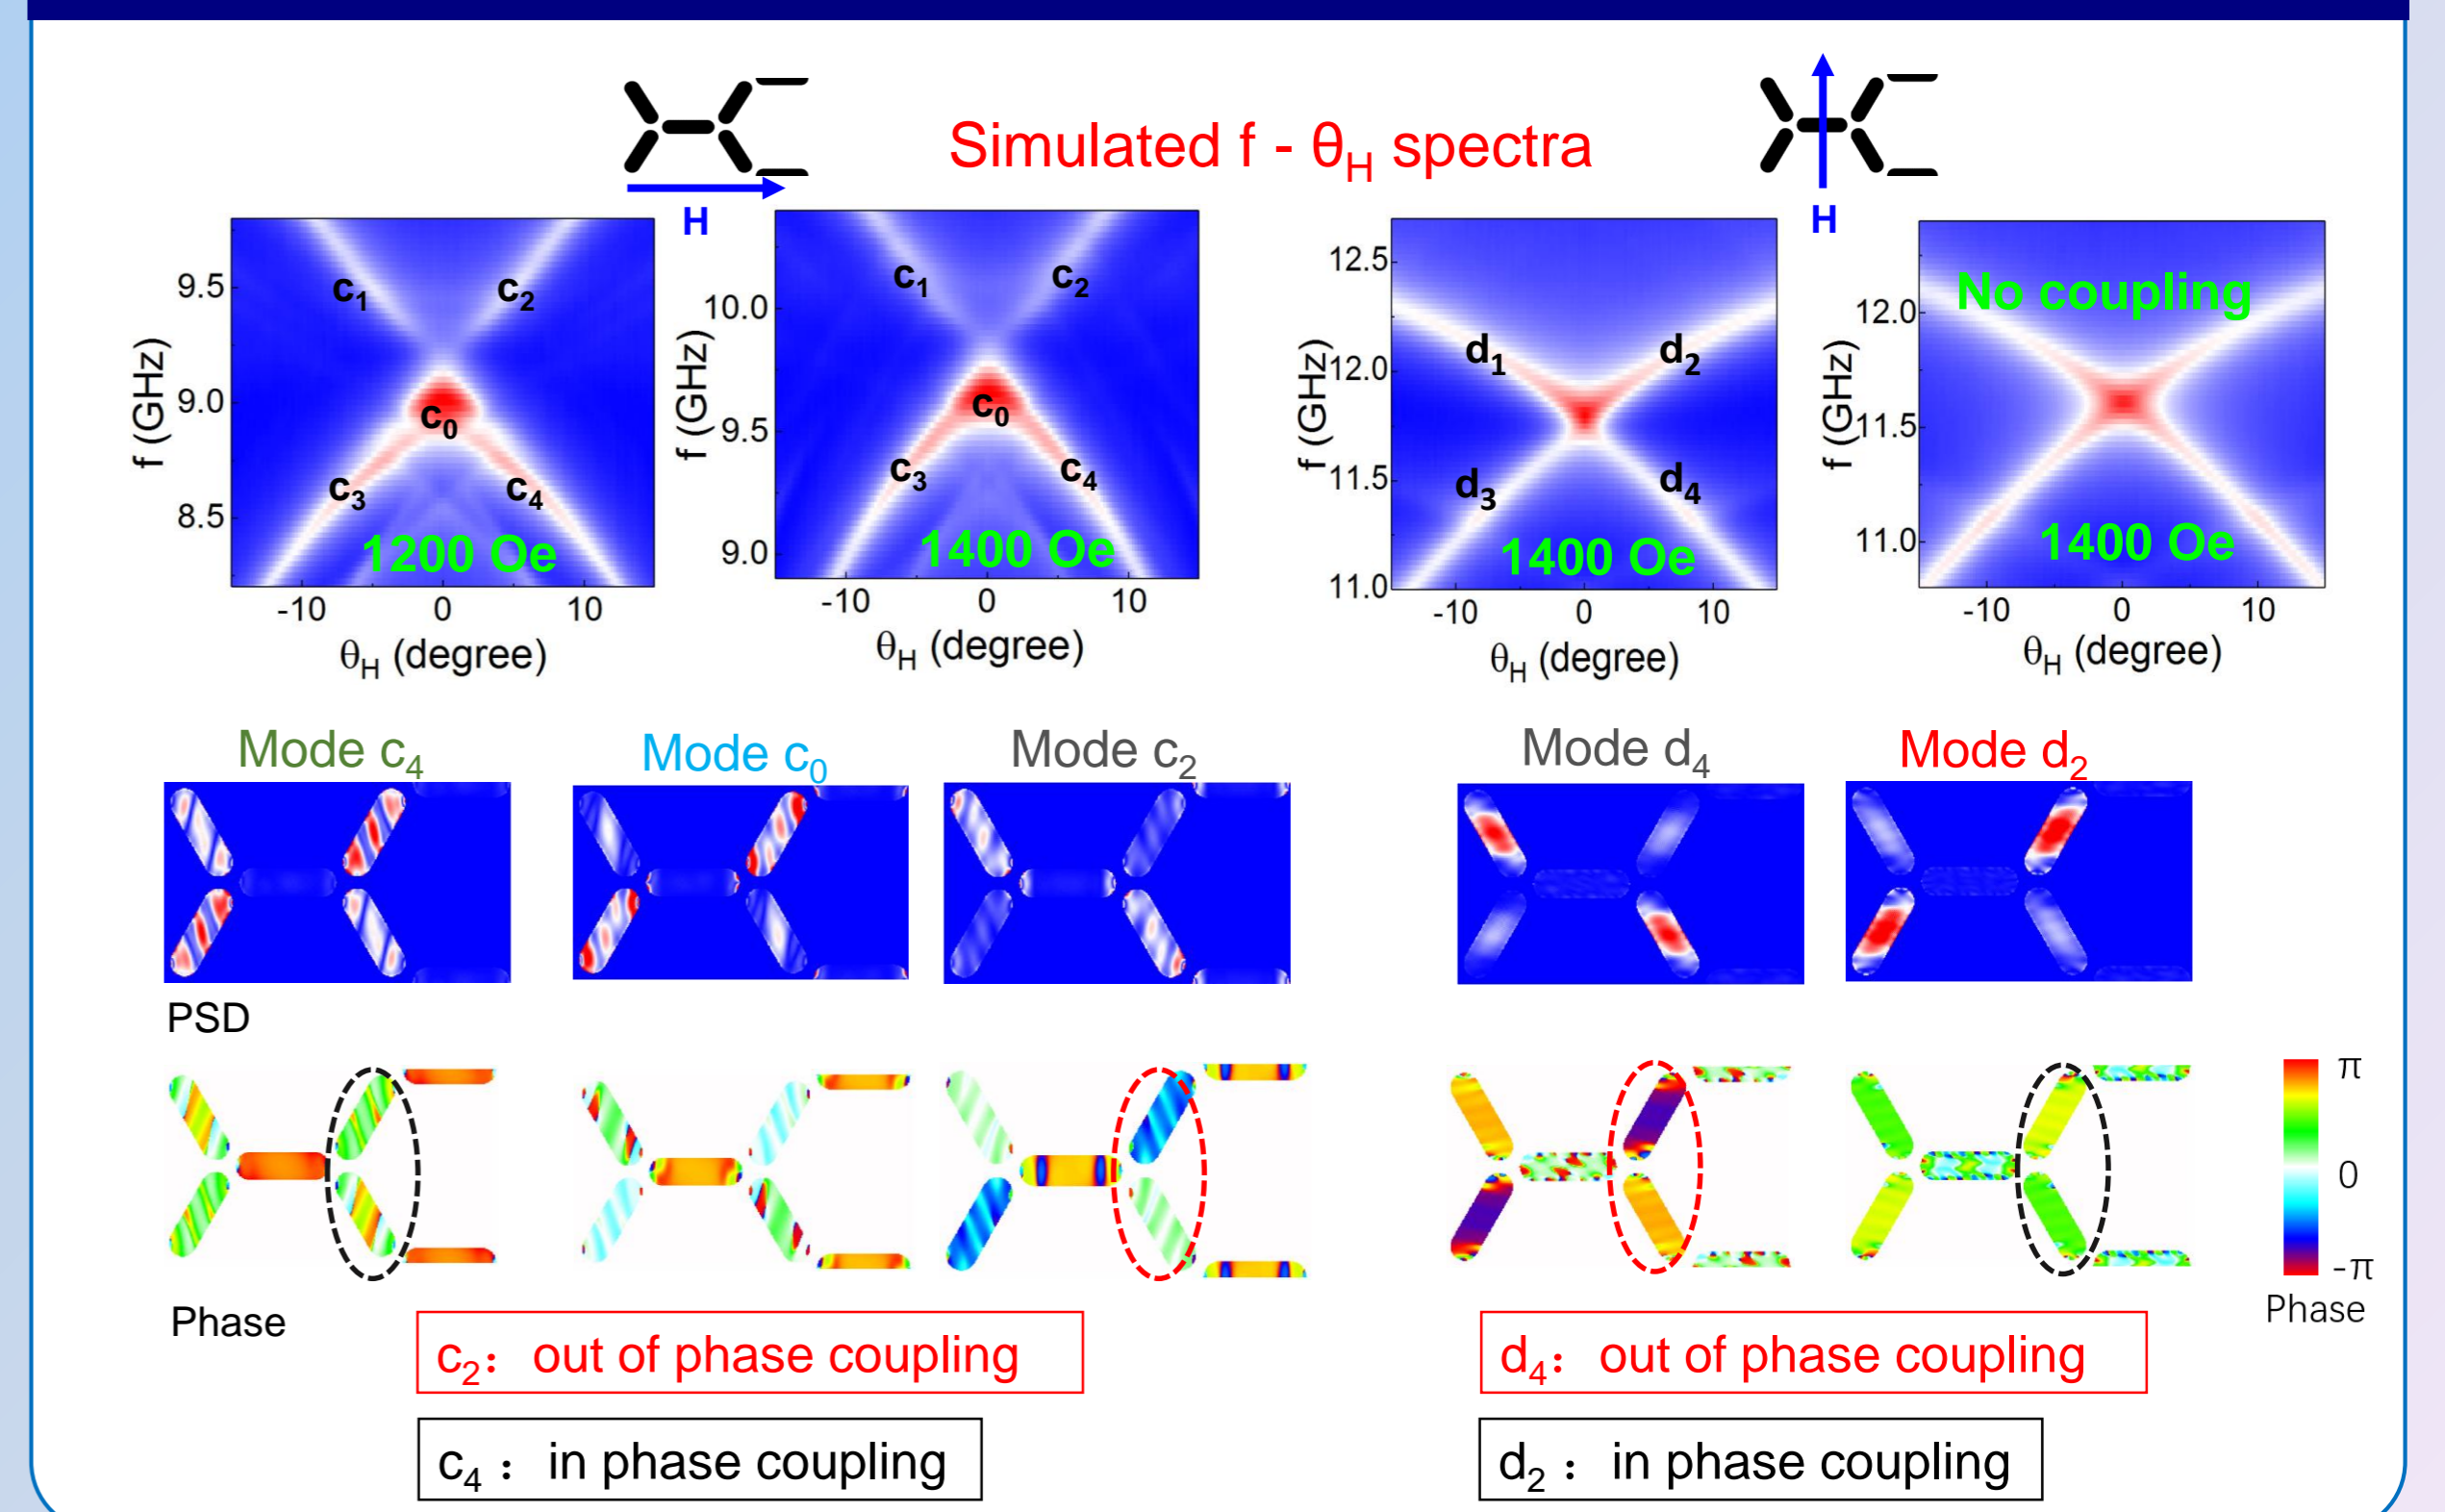 Simulated f - θH spectra
H
H
c1
c2
c0
c3
c4
1200 Oe
9.5
9.0
8.5
f (GHz)
-10 0 10
θH (degree)
c1
c2
c0
c3
c4
1400 Oe
10.0
9.5
9.0
f (GHz)
-10 0 10
θH (degree)
d1
d2
d3
d4
1400 Oe
12.5
12.0
11.5
11.0
f (GHz)
-10 0 10
θH (degree)
No coupling
1400 Oe
12.0
11.5
11.0
f (GHz)
-10 0 10
θH (degree)
Mode c4
Mode c0
Mode c2
Mode d4
Mode d2
PSD
π
0
-π
Phase
Phase
c2: out of phase coupling
d4: out of phase coupling
c4 : in phase coupling
d2 : in phase coupling